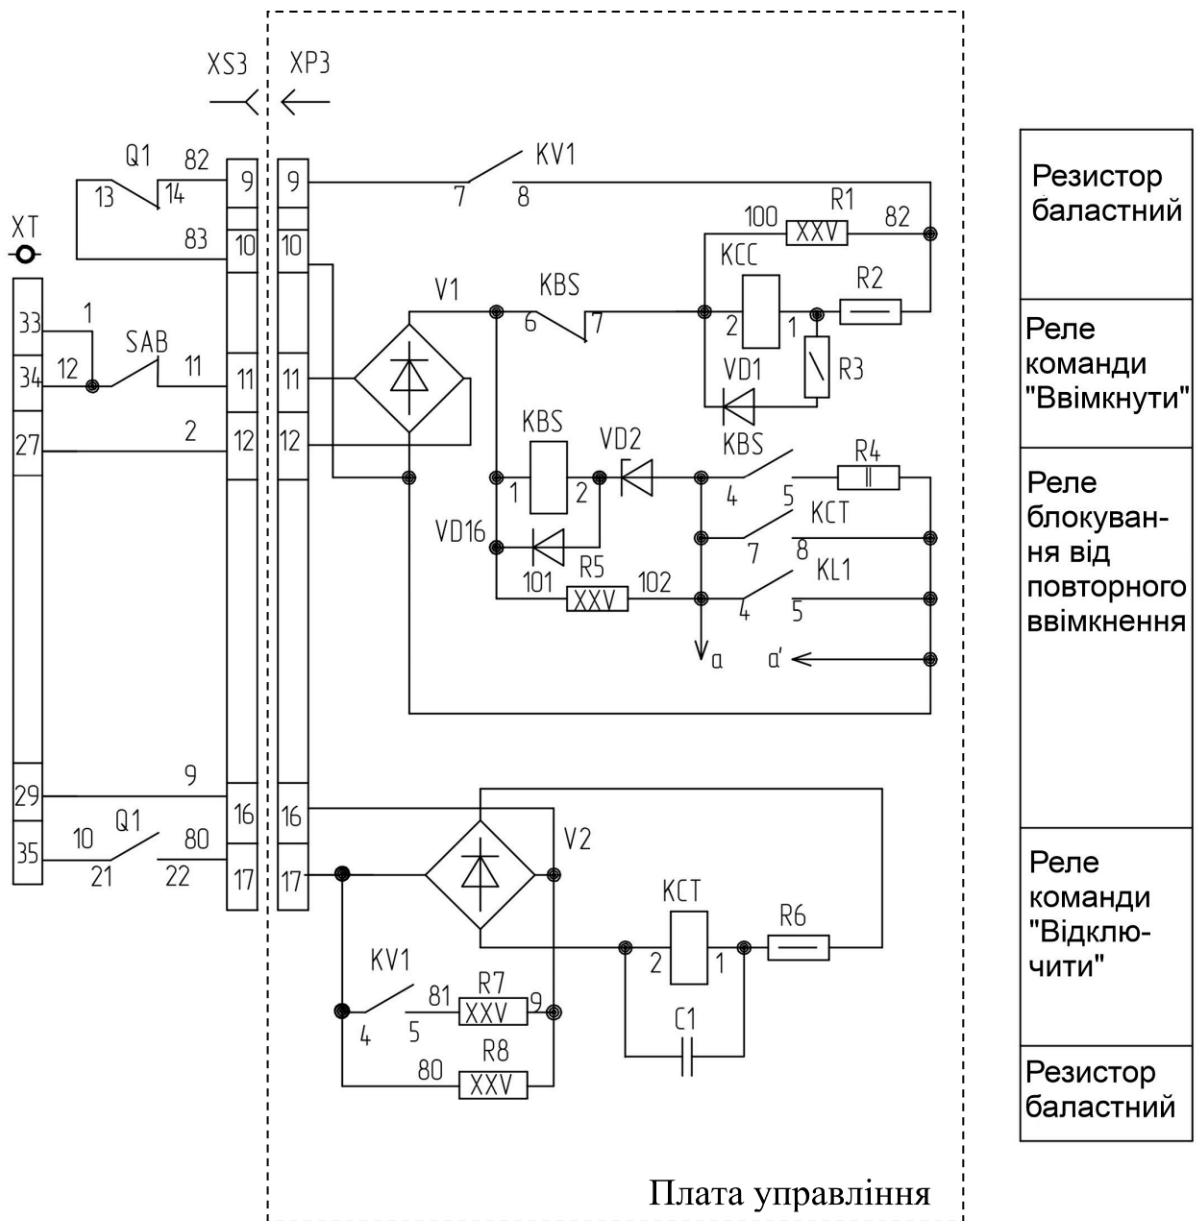 XS3 XP3
Q1 82
13 14
9 9
KV1
7 8
XT
83
10 10
100 R1 82
XXV
KCC
R2
V1
KBS
6 7
2 1
33 1
SAB
34 12 11
11 11
VD1
R3
27 2
12 12
KBS
VD2
KBS
R4
1 2
4 5
KCT
VD16
7 8
101 R5 102
XXV
KL1
4 5
a a'
29 9
16 16
35 10 Q1 80
21 22
17 17
V2
KCT
R6
2 1
KV1
4 5
81 R7 9
XXV
C1
80 R8
XXV
Резистор
баластний
Реле
команди
"Ввімкнути"
Реле
блокуван-
ня від
повторного
ввімкнення
Реле
команди
"Відклю-
чити"
Резистор
баластний
Плата управління